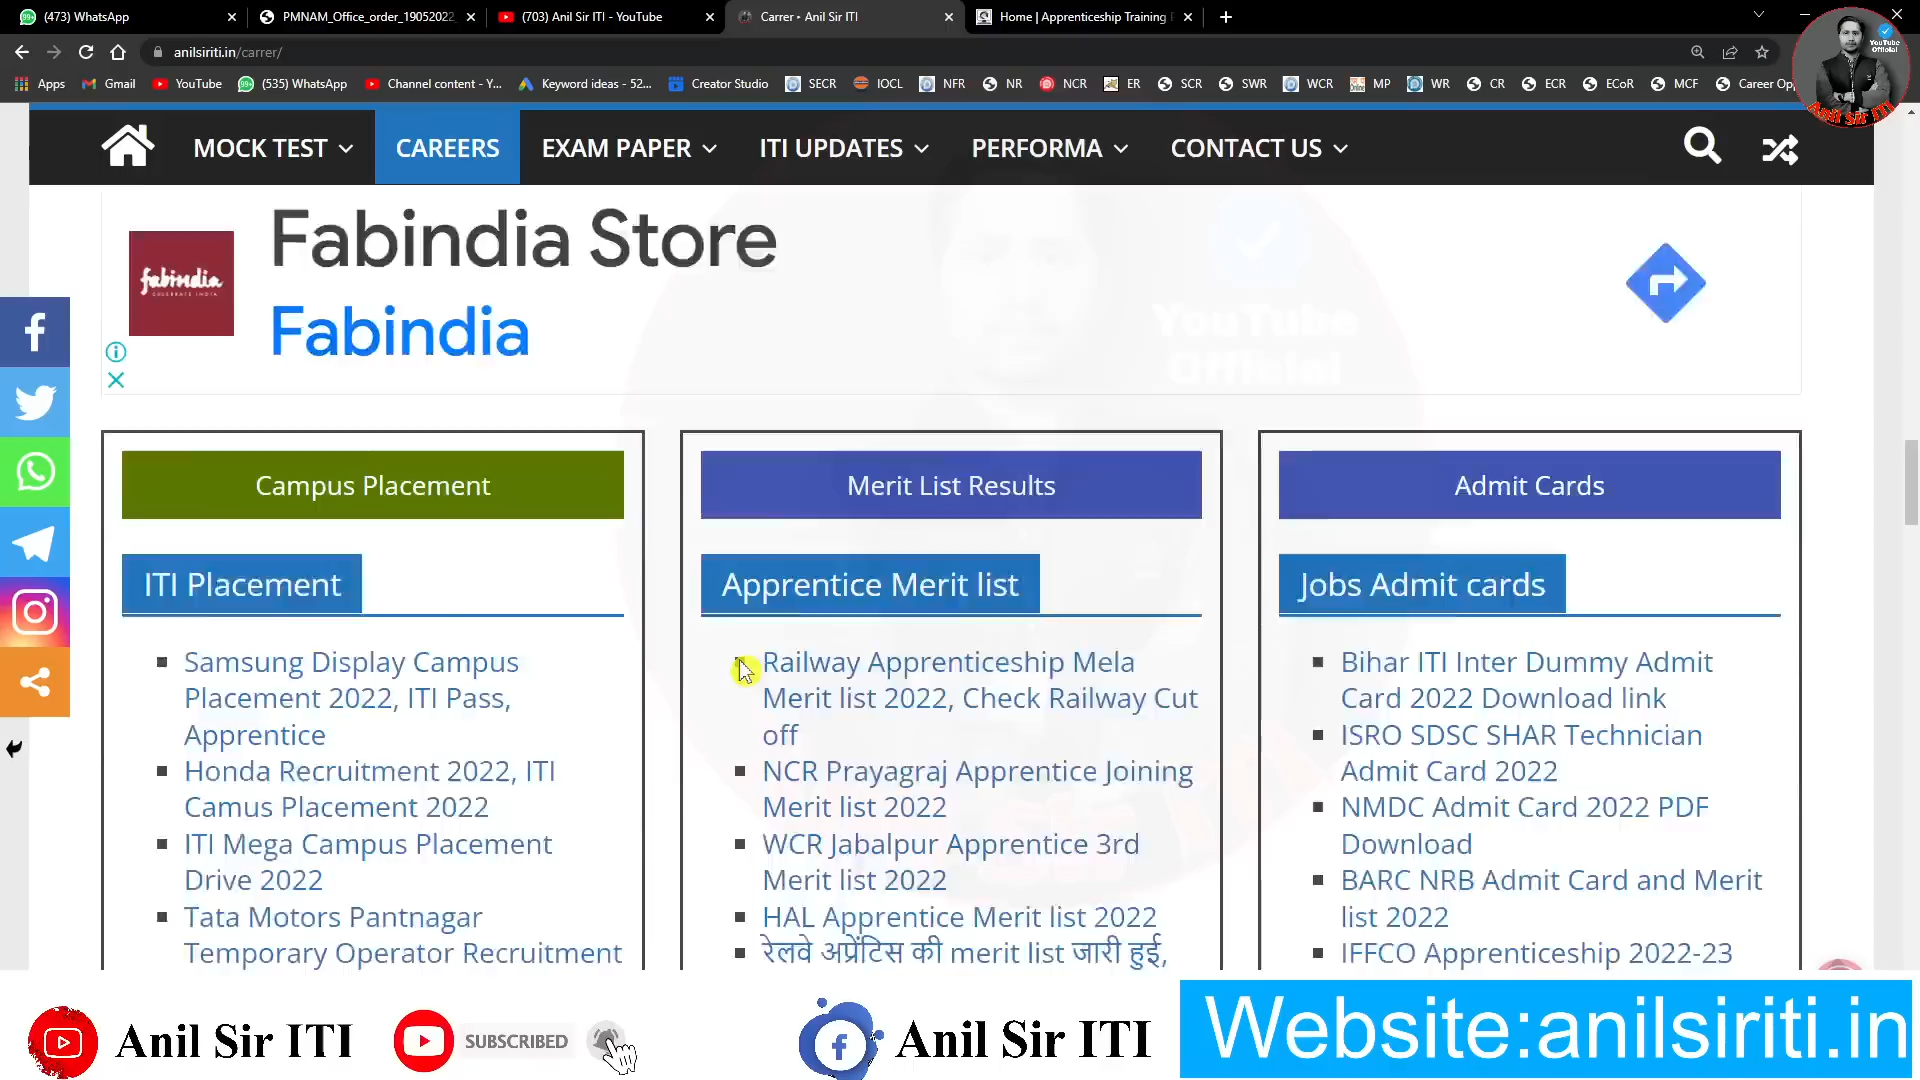 (473) WhatsApp
PMNAM_Office_order_19052022
(703) Anil Sir ITI - YouTube
Carrer • Anil Sir ITI
Home | Apprenticeship Training
anilsiriti.in/carrer/
Apps
Gmail
YouTube
(535) WhatsApp
Channel content - Y...
Keyword ideas - 52...
Creator Studio
SECR
IOCL
NFR
NR
NCR
ER
SCR
SWR
WCR
MP
WR
CR
ECR
ECoR
MCF
Career Op
YouTube
Official
Anil Sir ITI
MOCK TEST
CAREERS
EXAM PAPER
ITI UPDATES
PERFORMA
CONTACT US
fabindia
CELEBRATE INDIA
Fabindia Store
Fabindia
YouTube
Official
Campus Placement
ITI Placement
Samsung Display Campus
Placement 2022, ITI Pass,
Apprentice
Honda Recruitment 2022, ITI
Camus Placement 2022
ITI Mega Campus Placement
Drive 2022
Tata Motors Pantnagar
Temporary Operator Recruitment
Merit List Results
Apprentice Merit list
Railway Apprenticeship Mela
Merit list 2022, Check Railway Cut
off
NCR Prayagraj Apprentice Joining
Merit list 2022
WCR Jabalpur Apprentice 3rd
Merit list 2022
HAL Apprentice Merit list 2022
रेलवे अप्रेंटिस की merit list जारी हुई,
Admit Cards
Jobs Admit cards
Bihar ITI Inter Dummy Admit
Card 2022 Download link
ISRO SDSC SHAR Technician
Admit Card 2022
NMDC Admit Card 2022 PDF
Download
BARC NRB Admit Card and Merit
list 2022
IFFCO Apprenticeship 2022-23
Anil Sir ITI
SUBSCRIBED
Anil Sir ITI
Website:anilsiriti.in